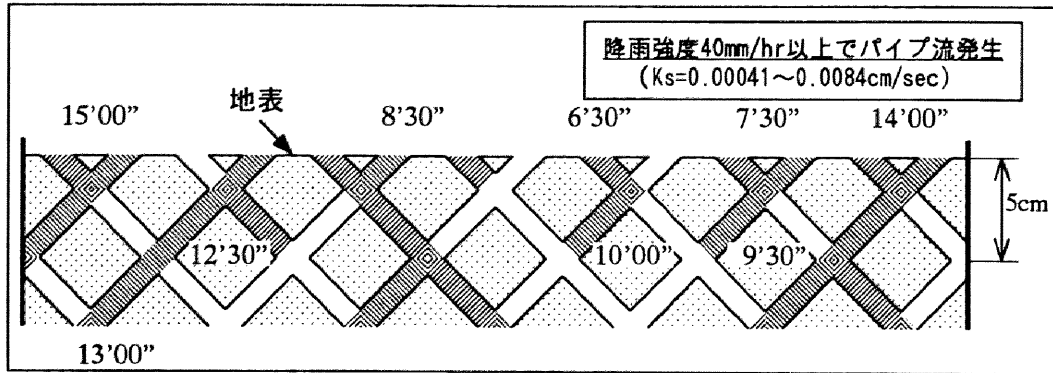 降雨強度40mm/hr以上でパイプ流発生
(Ks=0.00041～0.0084cm/sec)
15’00”
地表
8’30”
6’30”
7’30”
14’00”
5cm
12’30”
10’00”
9’30”
13’00”